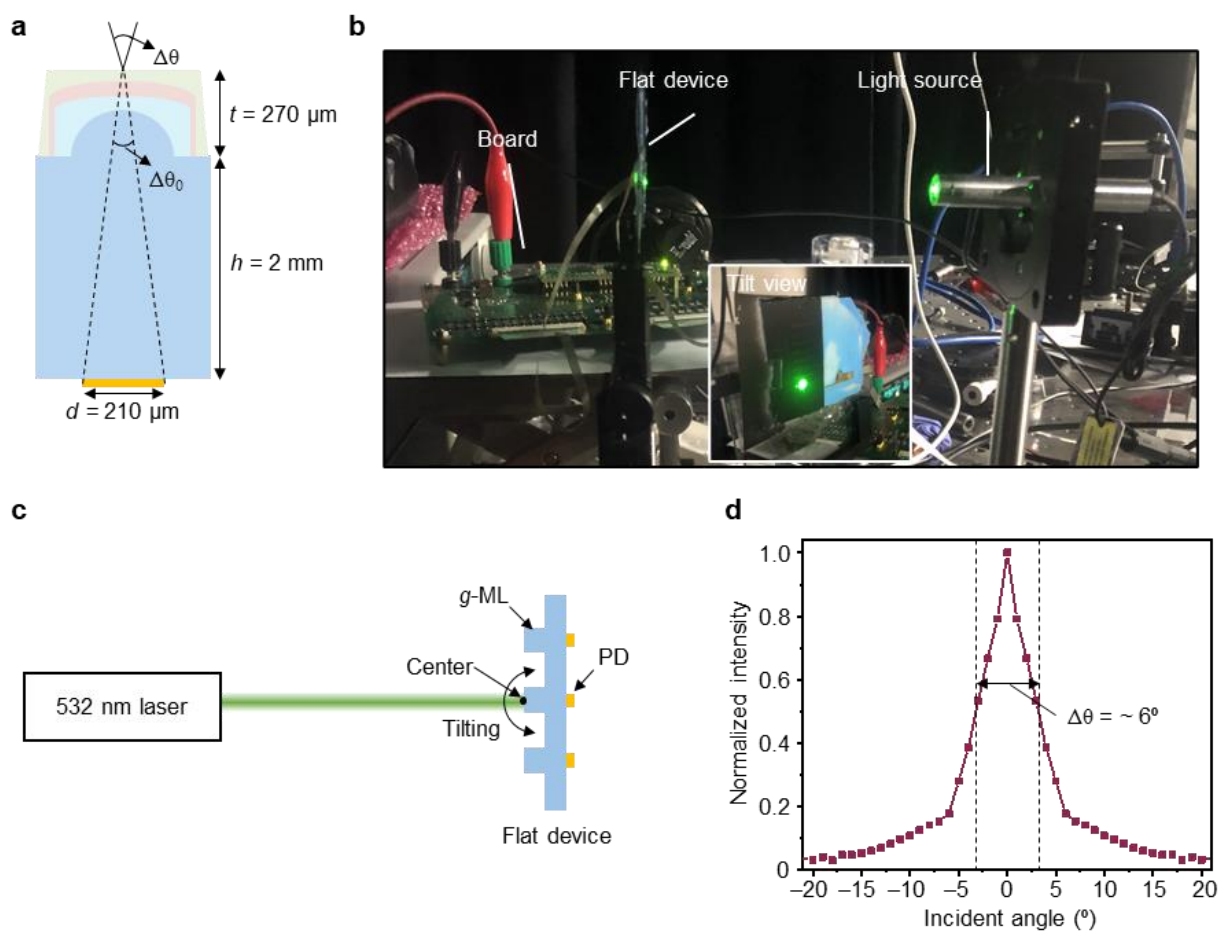 a
Δθ
t = 270 μm
Δθ₀
h = 2 mm
d = 210 μm
b
Flat device
Light source
Board
Tilt view
c
g-ML
Center
PD
532 nm laser
Tilting
Flat device
d
Normalized intensity
1.0
0.8
0.6
0.4
0.2
0
Δθ = ~ 6º
–20
–15
–10
–5
0
5
10
15
20
Incident angle (º)